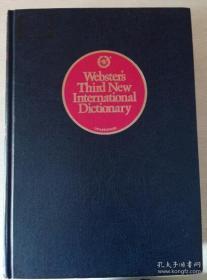 Webster's
Third New
International
Dictionary
孔夫子旧书网